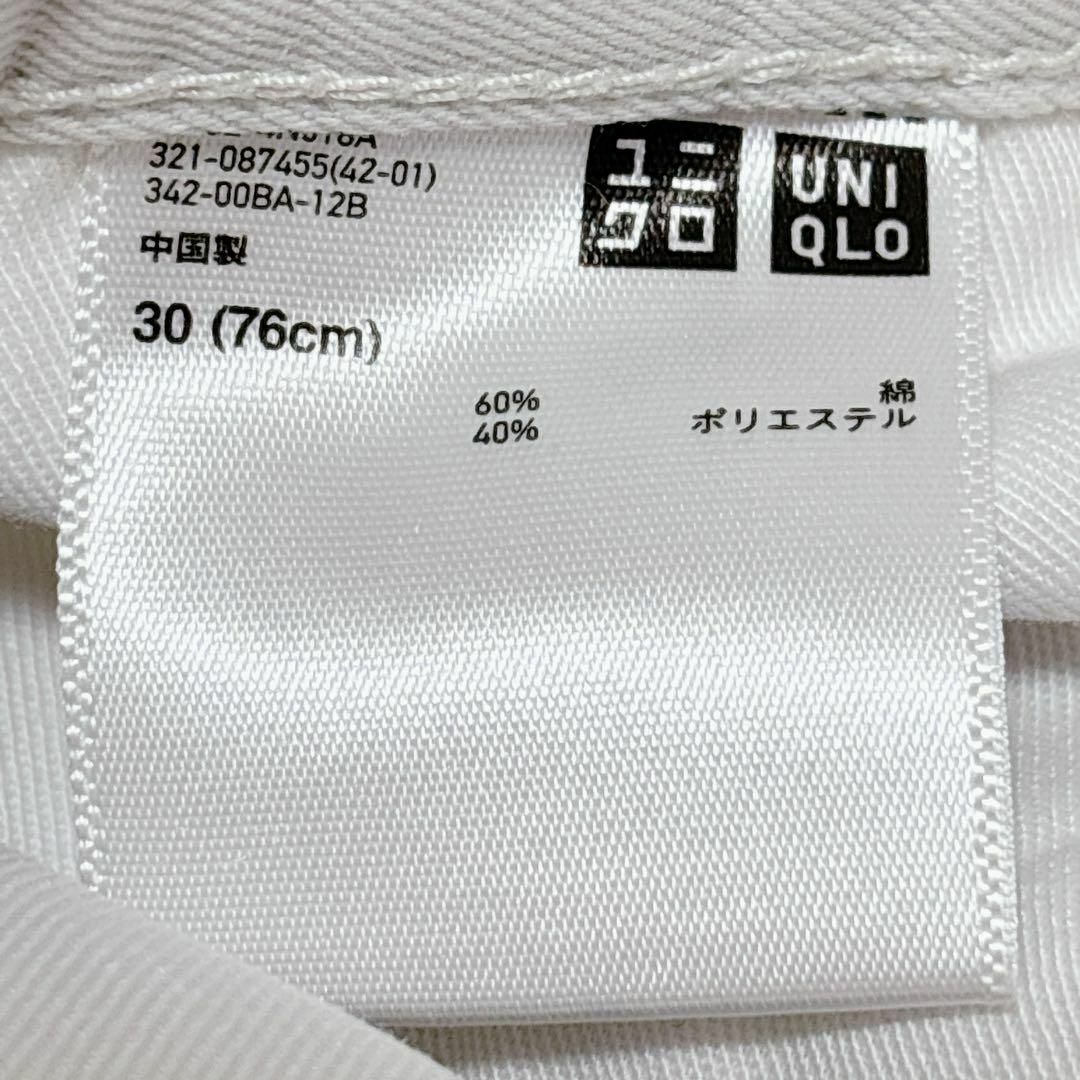 321-087455(42-01)
342-00BA-12B
中国製
ユニ
クロ
UNI
QLO
30 (76cm)
60% 綿
40% ポリエステル